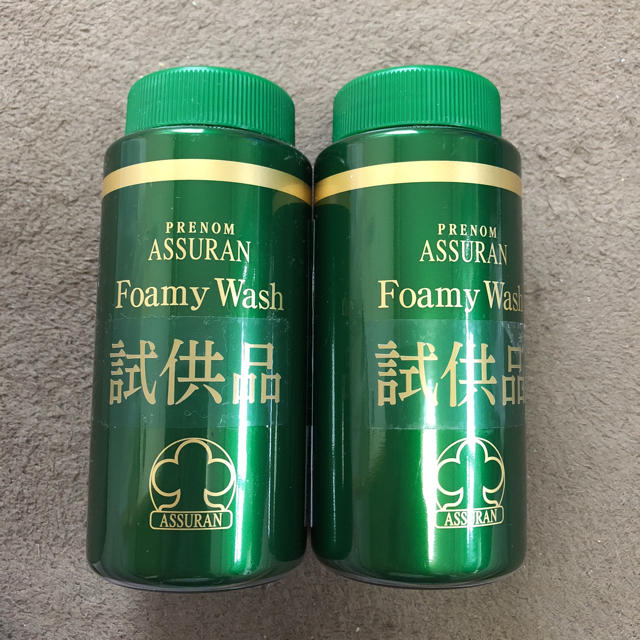 PRENOM
ASSURAN
Foamy Wash
試供品
ASSURAN
PRENOM
ASSURAN
Foamy Wash
試供品
ASSURAN